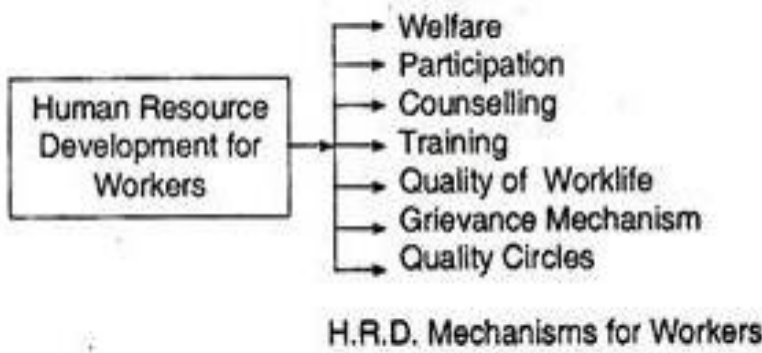 Human Resource
Development for
Workers
Welfare
Participation
Counselling
Training
Quality of Worklife
Grievance Mechanism
Quality Circles
H.R.D. Mechanisms for Workers